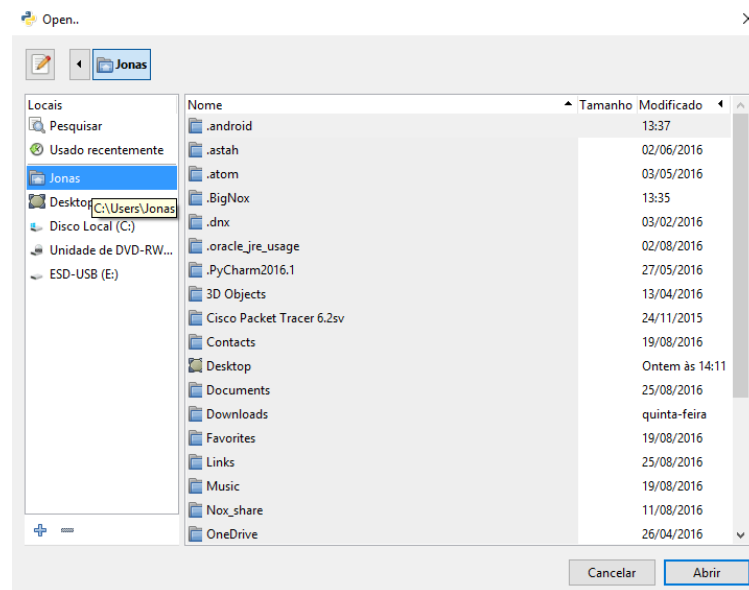 Open..
Jonas
Locais
Pesquisar
Usado recentemente
Jonas
Desktop
C:\Users\Jonas
Disco Local (C:)
Unidade de DVD-RW...
ESD-USB (E:)
Nome Tamanho Modificado
.android 13:37
.astah 02/06/2016
.atom 03/05/2016
.BigNox 13:35
.dnx 03/02/2016
.oracle_jre_usage 02/08/2016
.PyCharm2016.1 27/05/2016
3D Objects 13/04/2016
Cisco Packet Tracer 6.2sv 24/11/2015
Contacts 19/08/2016
Desktop Ontem às 14:11
Documents 25/08/2016
Downloads quinta-feira
Favorites 19/08/2016
Links 25/08/2016
Music 19/08/2016
Nox_share 11/08/2016
OneDrive 26/04/2016
Cancelar Abrir